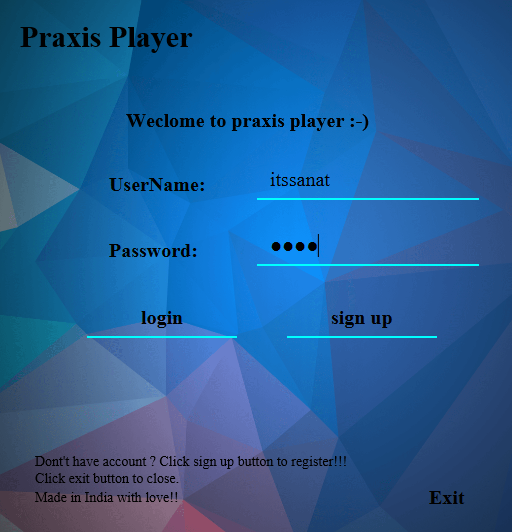 Praxis Player
Weclome to praxis player :-)
UserName: itssanat
Password: ●●●●
login sign up
Dont't have account ? Click sign up button to register!!!
Click exit button to close.
Made in India with love!! Exit